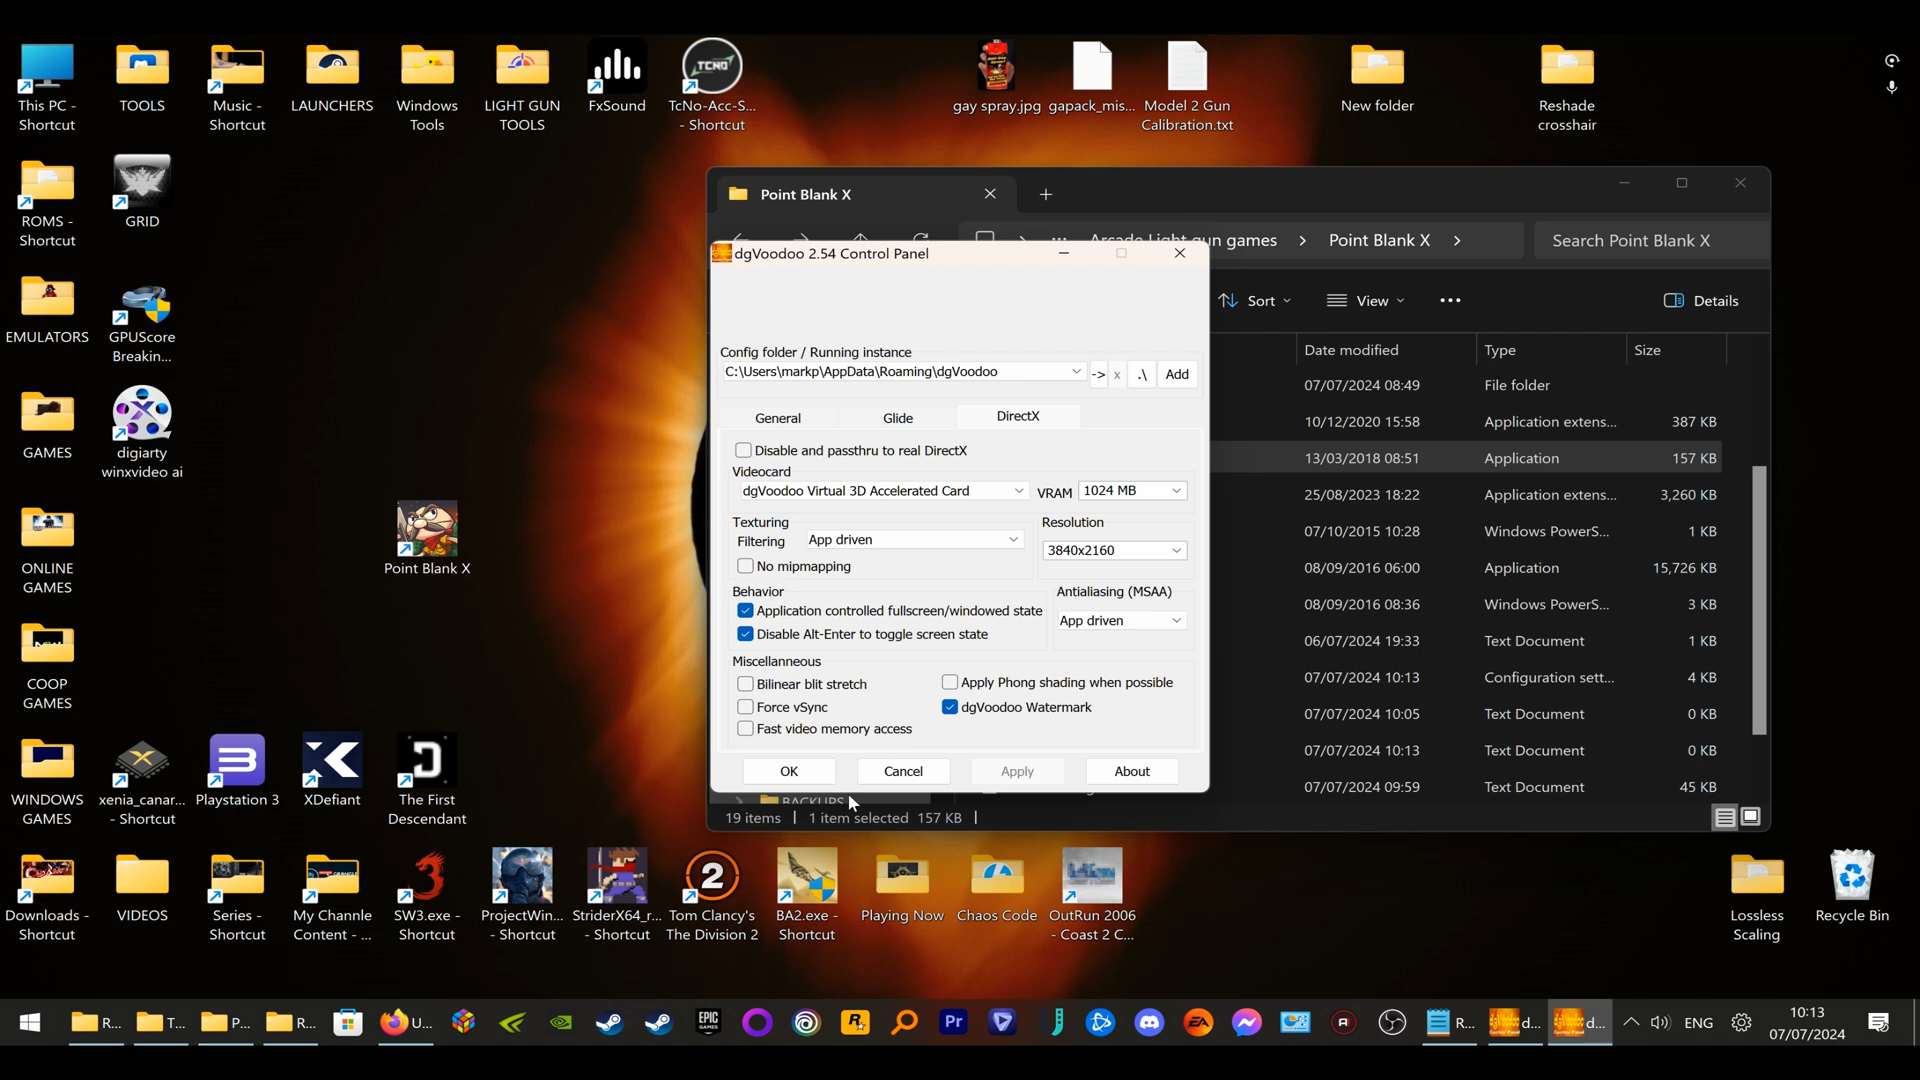 This PC -
Shortcut
TOOLS
Music -
Shortcut
LAUNCHERS
Windows
Tools
LIGHT GUN
TOOLS
FxSound
TCNO
TcNo-Acc-S...
- Shortcut
gay spray.jpg
gapack_mis...
Model 2 Gun
Calibration.txt
New folder
Reshade
crosshair
ROMS -
Shortcut
GRID
EMULATORS
GPUScore
Breakin...
GAMES
digiarty
winxvideo ai
ONLINE
GAMES
Point Blank X
COOP
GAMES
WINDOWS
GAMES
xenia_canar...
- Shortcut
Playstation 3
XDefiant
The First
Descendant
Downloads -
Shortcut
VIDEOS
Series -
Shortcut
My Channle
Content - ...
SW3.exe -
Shortcut
ProjectWin...
- Shortcut
StriderX64_r...
- Shortcut
Tom Clancy's
The Division 2
BA2.exe -
Shortcut
Playing Now
Chaos Code
OutRun 2006
- Coast 2 C...
Lossless
Scaling
Recycle Bin
Point Blank X
Arcade Light gun games > Point Blank X >
Search Point Blank X
Sort
View
Details
Date modified Type Size
07/07/2024 08:49 File folder
10/12/2020 15:58 Application extens... 387 KB
13/03/2018 08:51 Application 157 KB
25/08/2023 18:22 Application extens... 3,260 KB
07/10/2015 10:28 Windows PowerS... 1 KB
08/09/2016 06:00 Application 15,726 KB
08/09/2016 08:36 Windows PowerS... 3 KB
06/07/2024 19:33 Text Document 1 KB
07/07/2024 10:13 Configuration sett... 4 KB
07/07/2024 10:05 Text Document 0 KB
07/07/2024 10:13 Text Document 0 KB
07/07/2024 09:59 Text Document 45 KB
BACKUPS
19 items | 1 item selected 157 KB |
dgVoodoo 2.54 Control Panel
Config folder / Running instance
C:\Users\markp\AppData\Roaming\dgVoodoo
-> x .\ Add
General Glide DirectX
Disable and passthru to real DirectX
Videocard
dgVoodoo Virtual 3D Accelerated Card
VRAM 1024 MB
Texturing
Filtering App driven
No mipmapping
Resolution
3840x2160
Behavior
Application controlled fullscreen/windowed state
Disable Alt-Enter to toggle screen state
Antialiasing (MSAA)
App driven
Miscellaneous
Bilinear blit stretch
Force vSync
Fast video memory access
Apply Phong shading when possible
dgVoodoo Watermark
OK Cancel Apply About
R... T... P... R... U... EPIC GAMES Pr EA R... d... d... ENG
10:13
07/07/2024